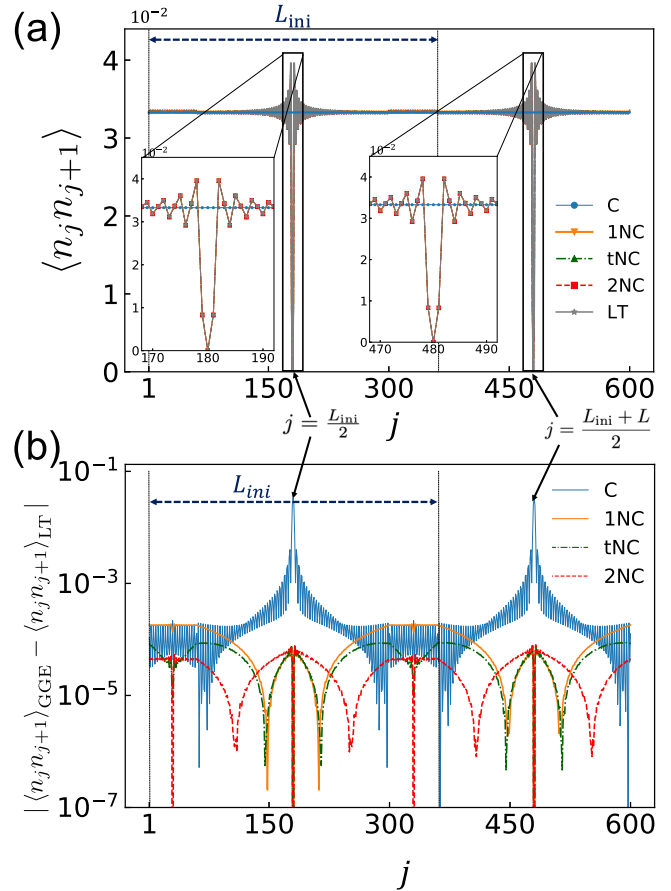 (a)
L_ini
10⁻²
4
3
2
1
0
⟨n_j n_{j+1}⟩
10⁻²
4
3
2
1
0
170 180 190
10⁻²
4
3
2
1
0
470 480 490
C
1NC
tNC
2NC
LT
1 150 300 450 600
j
j = L_ini/2
j = (L_ini + L)/2
(b)
L_ini
10⁻¹
10⁻³
10⁻⁵
10⁻⁷
|⟨n_j n_{j+1}⟩_GGE − ⟨n_j n_{j+1}⟩_LT|
C
1NC
tNC
2NC
1 150 300 450 600
j